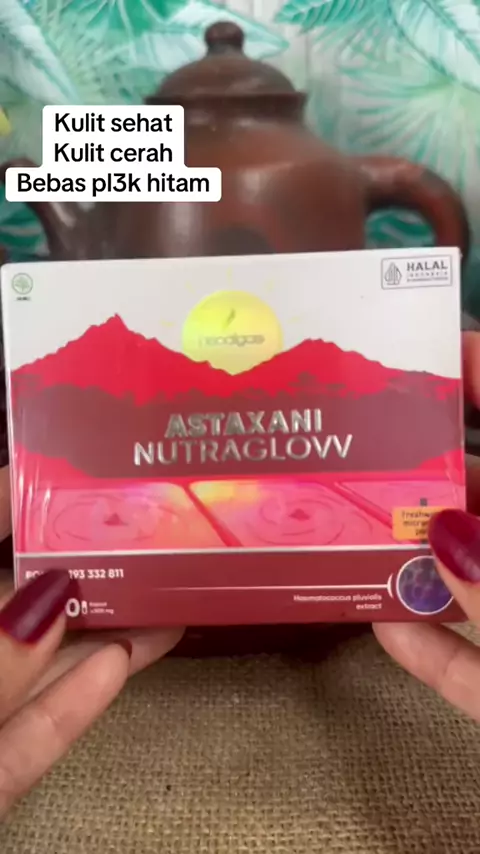 Kulit sehat
Kulit cerah
Bebas pl3k hitam
HALAL
INDONESIA
ASTAXANI
NUTRAGLOVV
193 332 811
Haematococcus pluvialis
extract